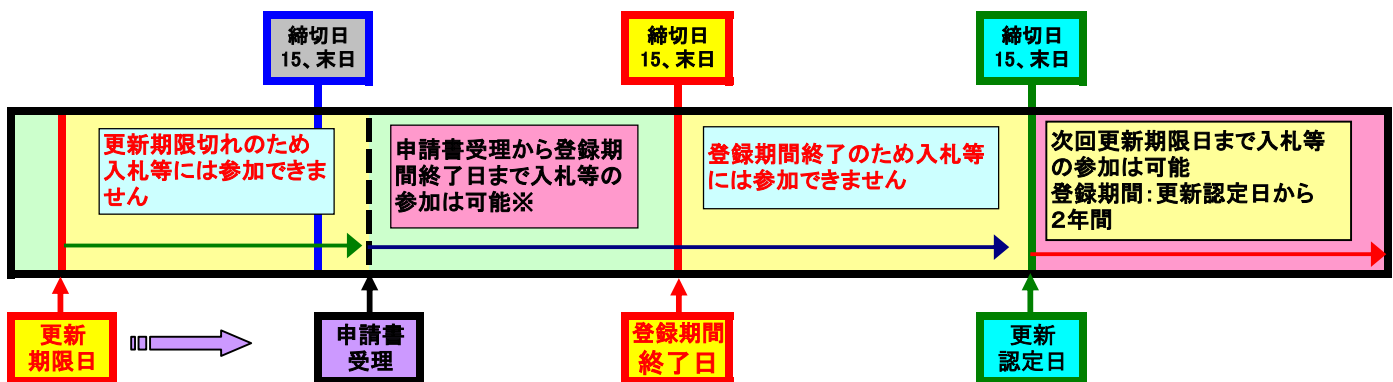 締切日
15、末日
締切日
15、末日
締切日
15、末日
更新期限切れのため
入札等には参加できま
せん
申請書受理から登録期
間終了日まで入札等の
参加は可能※
登録期間終了のため入札等
には参加できません
次回更新期限日まで入札等
の参加は可能
登録期間:更新認定日から
2年間
更新
期限日
申請書
受理
登録期間
終了日
更新
認定日